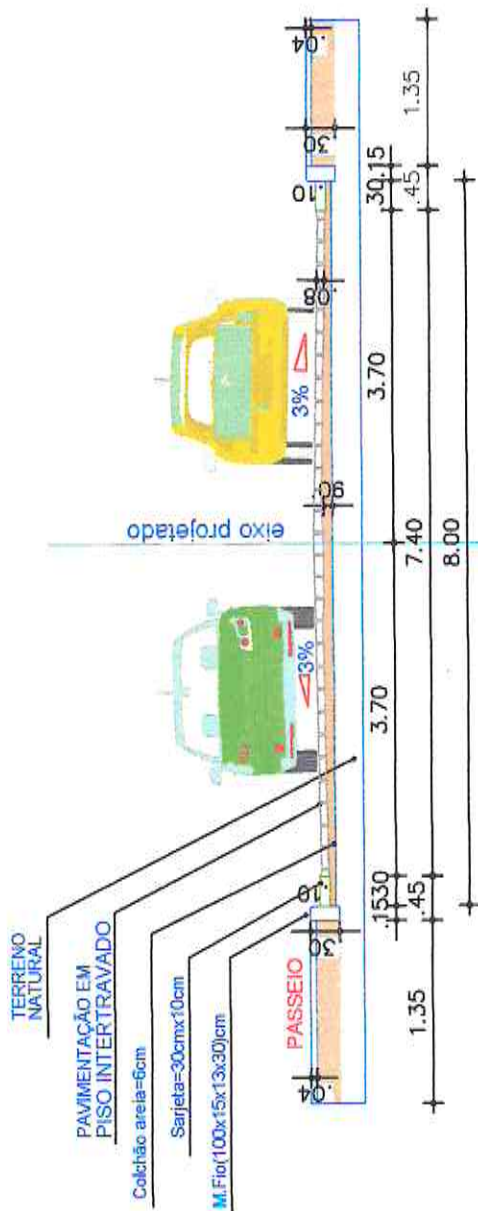 TERRENO
NATURAL
PAVIMENTAÇÃO EM
PISO INTERTRAVADO
Colchão areia=6cm
Sarjeta=30cmx10cm
M.Fio(100x15x13x30)cm
PASSEIO
eixo projetado
3%
3%
.04
.30
.10
.06
.08
.10
.30
.04
1.35
.15
.30
3.70
3.70
.30
.15
1.35
.45
7.40
.45
8.00